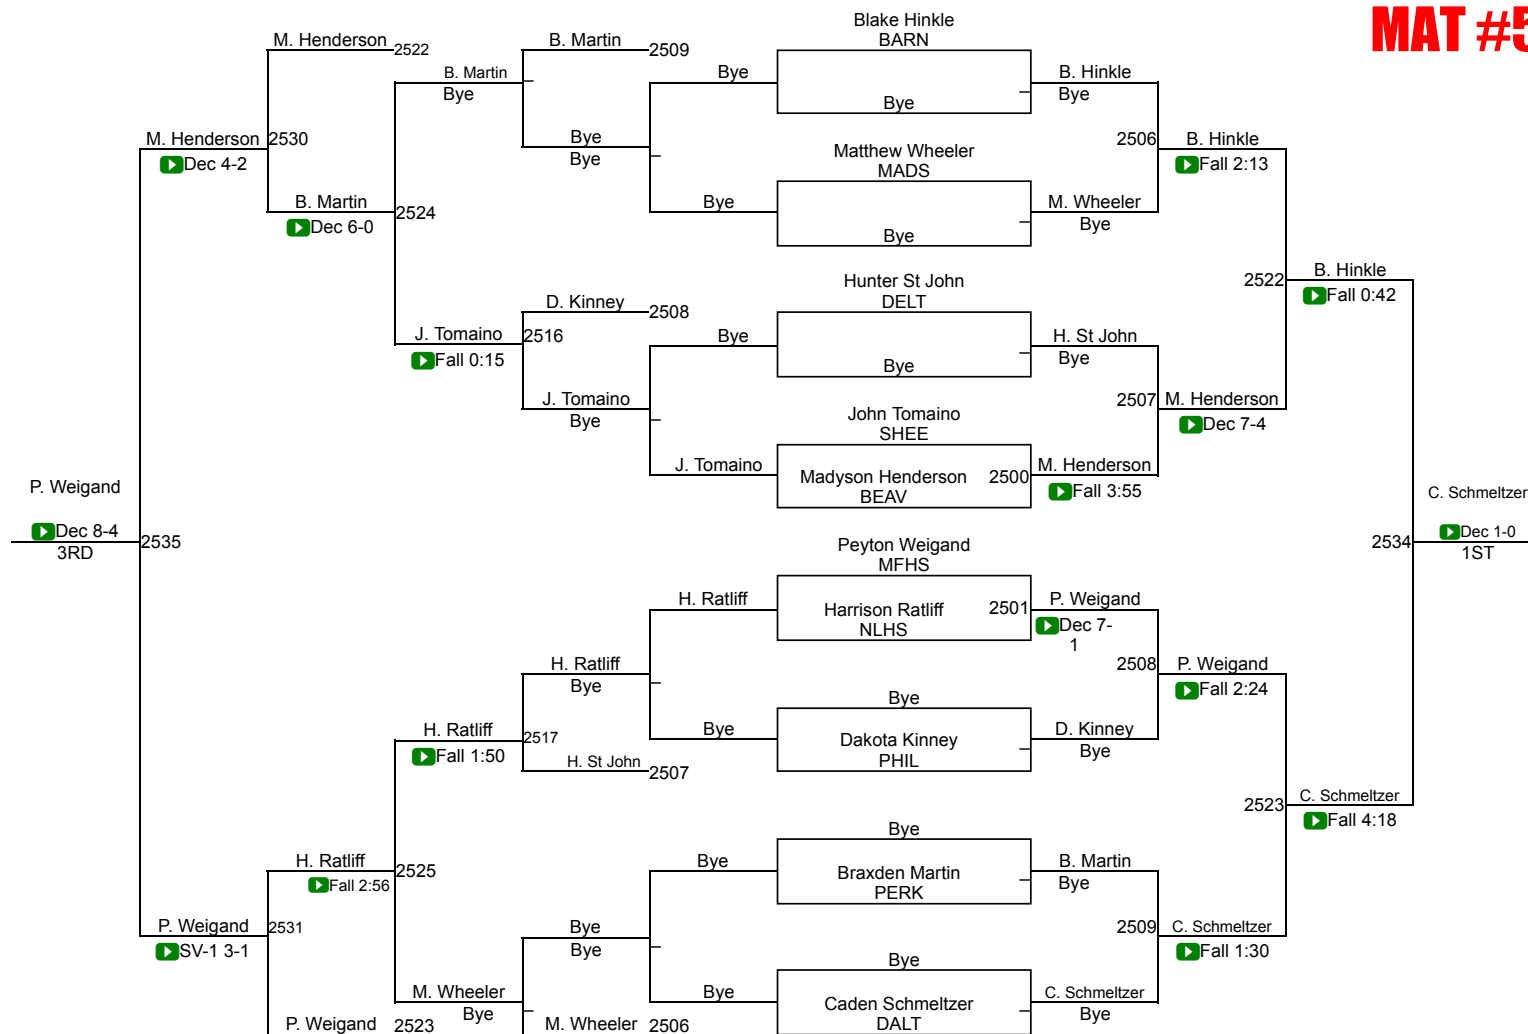 MAT #5
Blake Hinkle
BARN
M. Henderson
2522
B. Martin
2509
B. Martin
Bye
Bye
Bye
B. Hinkle
Bye
M. Henderson
2530
Dec 4-2
Bye
Bye
2506
B. Hinkle
Fall 2:13
Matthew Wheeler
MADS
B. Martin
2524
Dec 6-0
Bye
Bye
M. Wheeler
Bye
2522
B. Hinkle
Fall 0:42
Hunter St John
DELT
D. Kinney
2508
J. Tomaino
2516
Fall 0:15
Bye
Bye
H. St John
Bye
J. Tomaino
Bye
2507
M. Henderson
Dec 7-4
John Tomaino
SHEE
J. Tomaino
Madyson Henderson
BEAV
2500
M. Henderson
Fall 3:55
P. Weigand
Dec 8-4
3RD
2535
C. Schmeltzer
2534
Dec 1-0
1ST
Peyton Weigand
MFHS
H. Ratliff
Harrison Ratliff
NLHS
2501
P. Weigand
Dec 7-
1
H. Ratliff
Bye
2508
P. Weigand
Fall 2:24
Bye
H. Ratliff
2517
Fall 1:50
Bye
Dakota Kinney
PHIL
D. Kinney
Bye
H. St John
2507
2523
C. Schmeltzer
Fall 4:18
Bye
H. Ratliff
2525
Fall 2:56
Bye
Braxden Martin
PERK
B. Martin
Bye
P. Weigand
2531
SV-1 3-1
Bye
Bye
2509
C. Schmeltzer
Fall 1:30
Bye
M. Wheeler
Bye
Bye
Caden Schmeltzer
DALT
C. Schmeltzer
Bye
P. Weigand
2523
M. Wheeler
2506